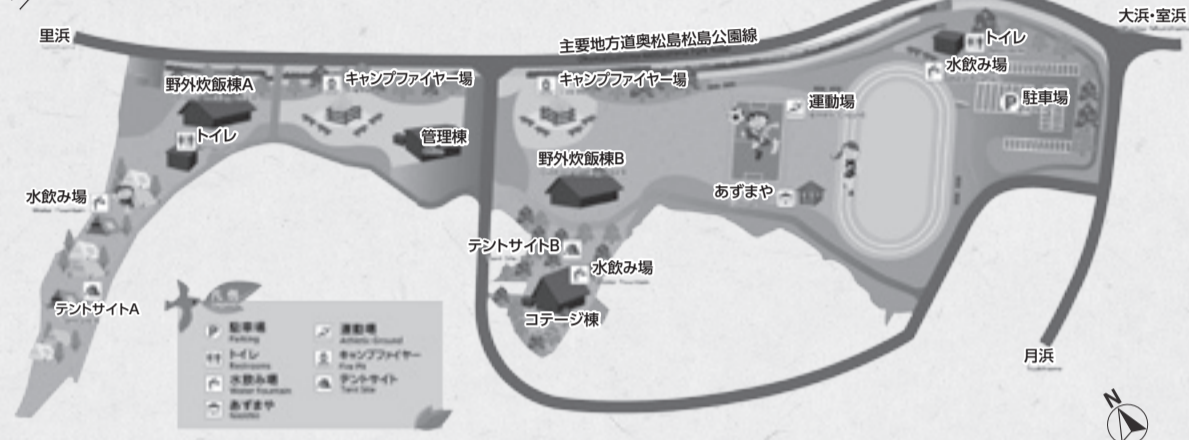 大浜・室浜
里浜
主要地方道奥松島松島公園線
トイレ
水飲み場
キャンプファイヤー場
キャンプファイヤー場
野外炊飯棟A
駐車場
運動場
トイレ
管理棟
野外炊飯棟B
あずまや
水飲み場
テントサイトB
水飲み場
テントサイトA
コテージ棟
月浜
凡例
P 駐車場
Parking
トイレ
Restrooms
水飲み場
Water Fountain
あずまや
Gazebo
運動場
Athletic Ground
キャンプファイヤー
Fire Pit
テントサイト
Tent Site
P
N